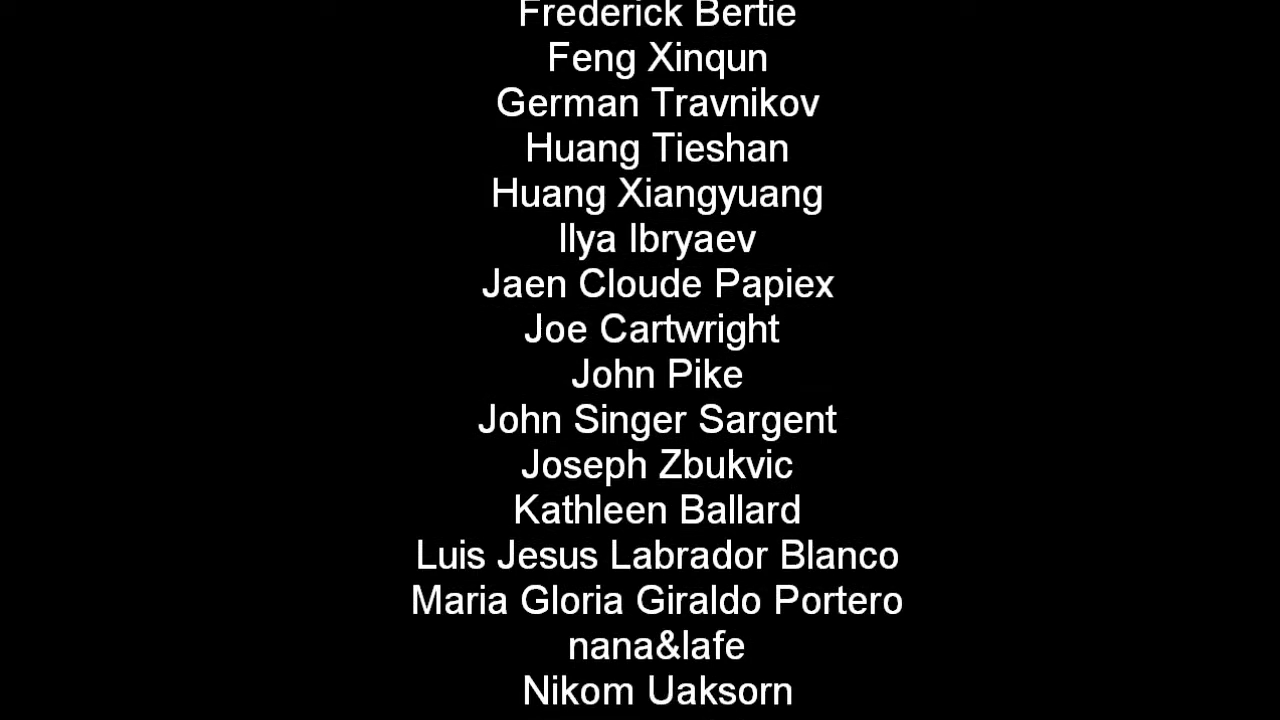 Frederick Bertie
Feng Xinqun
German Travnikov
Huang Tieshan
Huang Xiangyuang
Ilya Ibryaev
Jaen Cloude Papiex
Joe Cartwright
John Pike
John Singer Sargent
Joseph Zbukvic
Kathleen Ballard
Luis Jesus Labrador Blanco
Maria Gloria Giraldo Portero
nana&lafe
Nikom Uaksorn